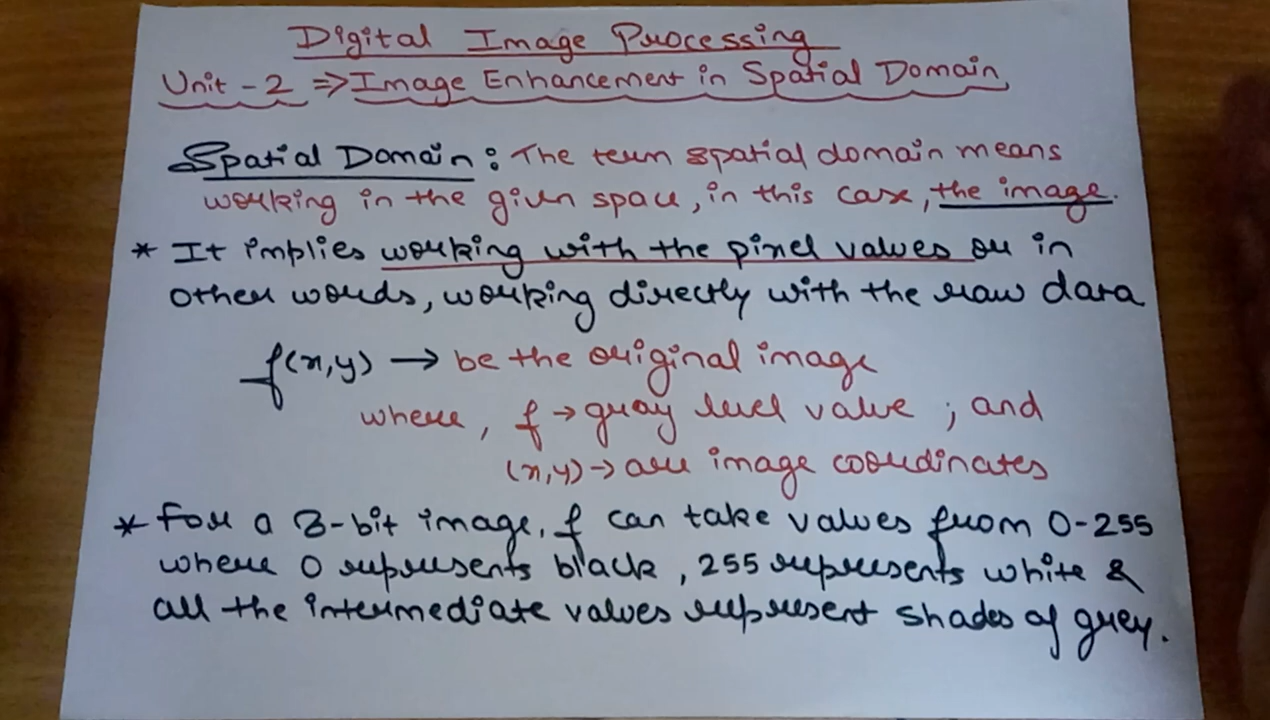 Digital Image Processing
Unit - 2 ⇒ Image Enhancement in Spatial Domain
Spatial Domain : The term spatial domain means
working in the given space, in this case, the image.
* It implies working with the pixel values or in
other words, working directly with the raw data
f(x,y) → be the original image
where, f → gray level value ; and
(x,y) → are image coordinates
* For a 8-bit image, f can take values from 0-255
where 0 represents black, 255 represents white &
all the intermediate values represent shades of grey.